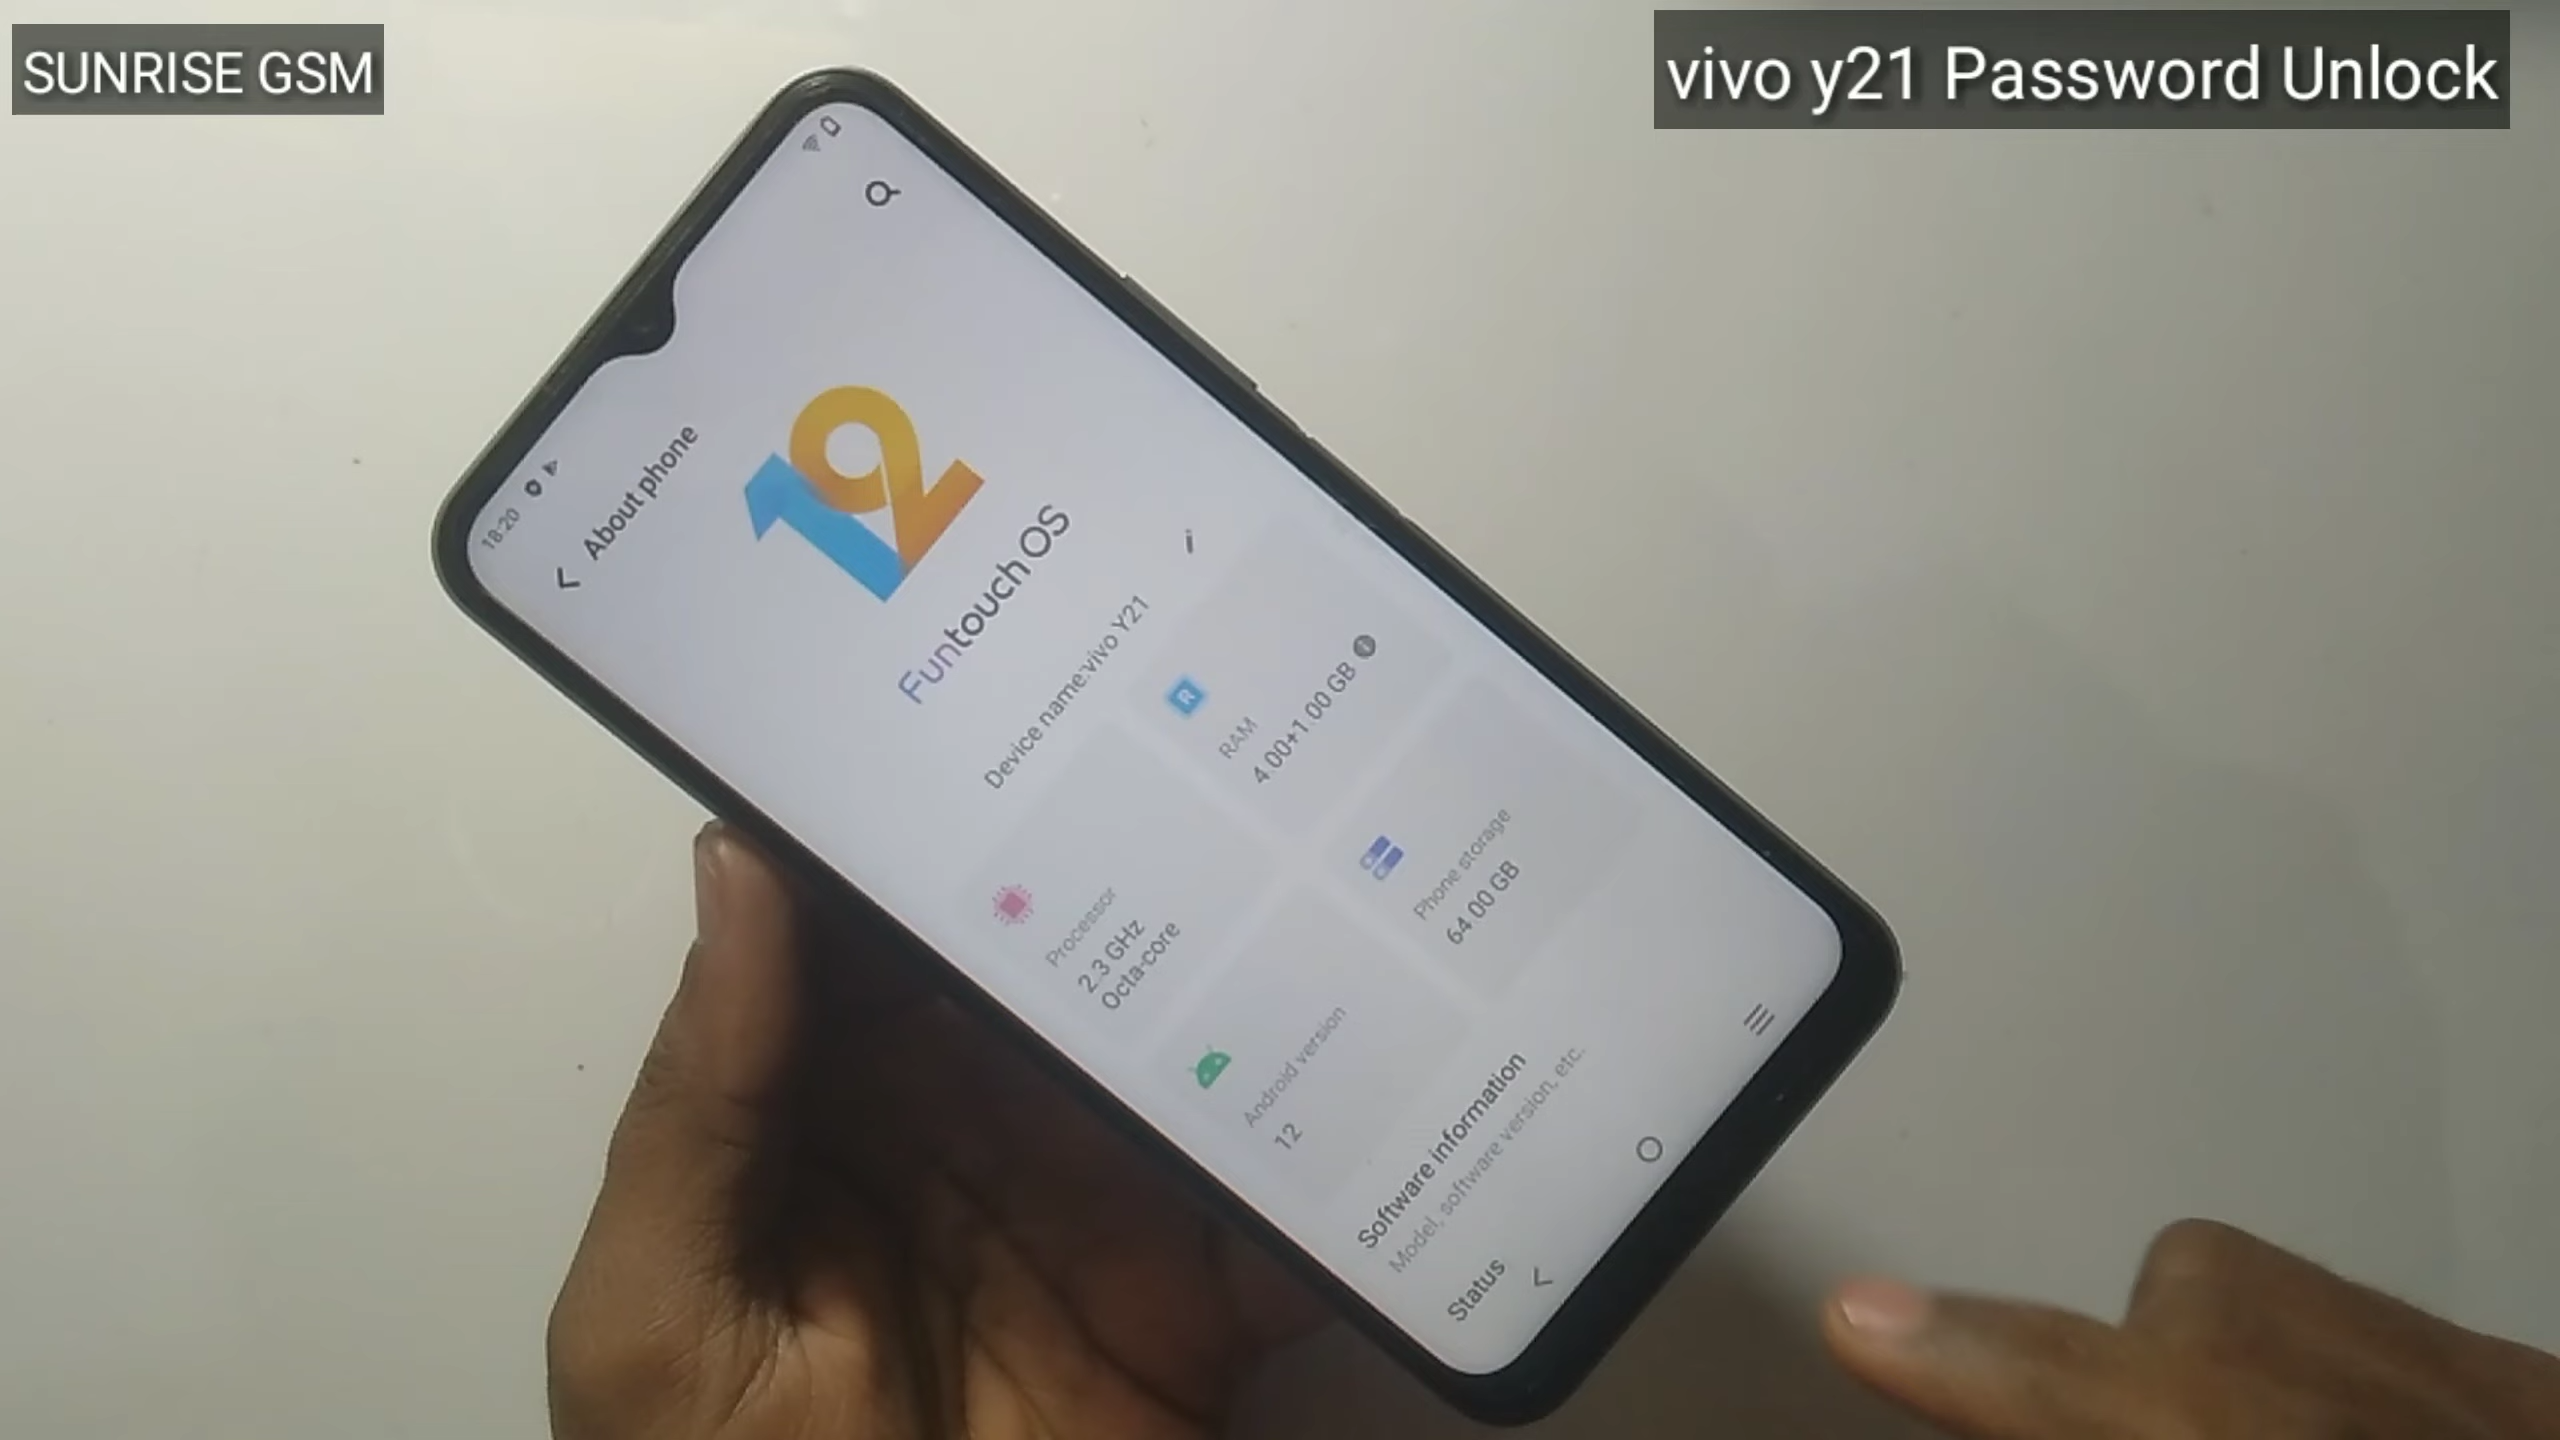 SUNRISE GSM
vivo y21 Password Unlock
18:20
About phone
12
Funtouch OS
Device name:vivo Y21
Processor
2.3 GHz
Octa-core
R
RAM
4.00+1.00 GB
Android version
12
Phone storage
64.00 GB
Software information
Model, software version, etc.
Status